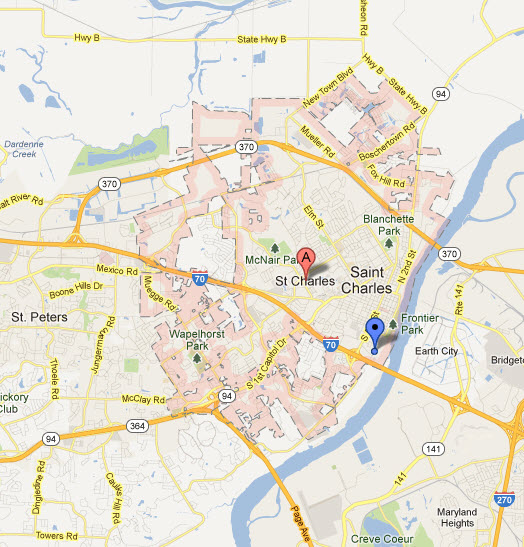 Hwy B
State Hwy B
heon Rd
Hwy B
State Hwy B
94
New Town Blvd
Dardenne
Creek
Mueller Rd
Boschertown Rd
370
Fox Hill Rd
370
alt River Rd
Elm St
Blanchette
Park
370
McNair Park
A
N 2nd St
Mexico Rd
70
St Charles
Saint
Charles
Rte 141
Boone Hills Dr
Muegge Rd
St. Peters
S
St
Frontier
Park
Wapelhorst
Park
70
Earth City
Jungerma
Rd
Bridgeto
Thoele Rd
S 1st Capitol Dr
ickory
Club
McClay Rd
94
364
94
141
141
Dingledine Rd
Caulks Hill Rd
270
Page Ave
Maryland
Heights
Towers Rd
Creve Coeur